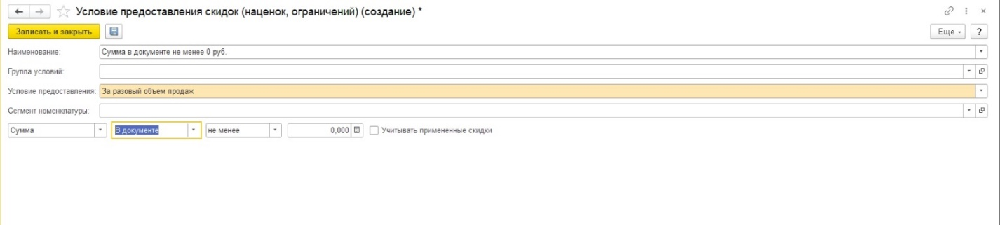 Условие предоставления скидок (наценок, ограничений) (создание) *
Записать и закрыть
Еще
?
Наименование: Сумма в документе не менее 0 руб.
Группа условий:
Условие предоставления: За разовый объем продаж
Сегмент номенклатуры:
Сумма В документе не менее 0,000 Учитывать примененные скидки